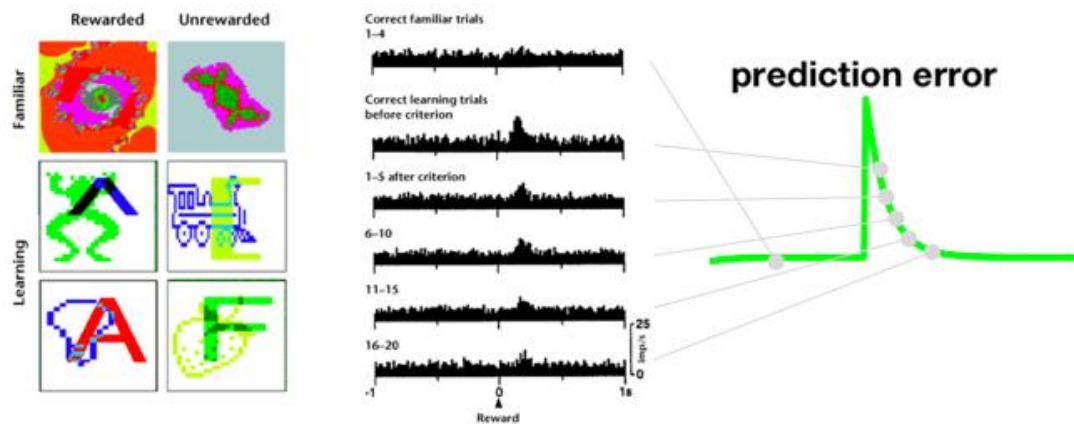 Rewarded Unrewarded
Familiar
Learning
A
F
Correct familiar trials
1–4
Correct learning trials
before criterion
1–5 after criterion
6–10
11–15
16–20
25
imp/s
0
-1 0 1s
Reward
prediction error